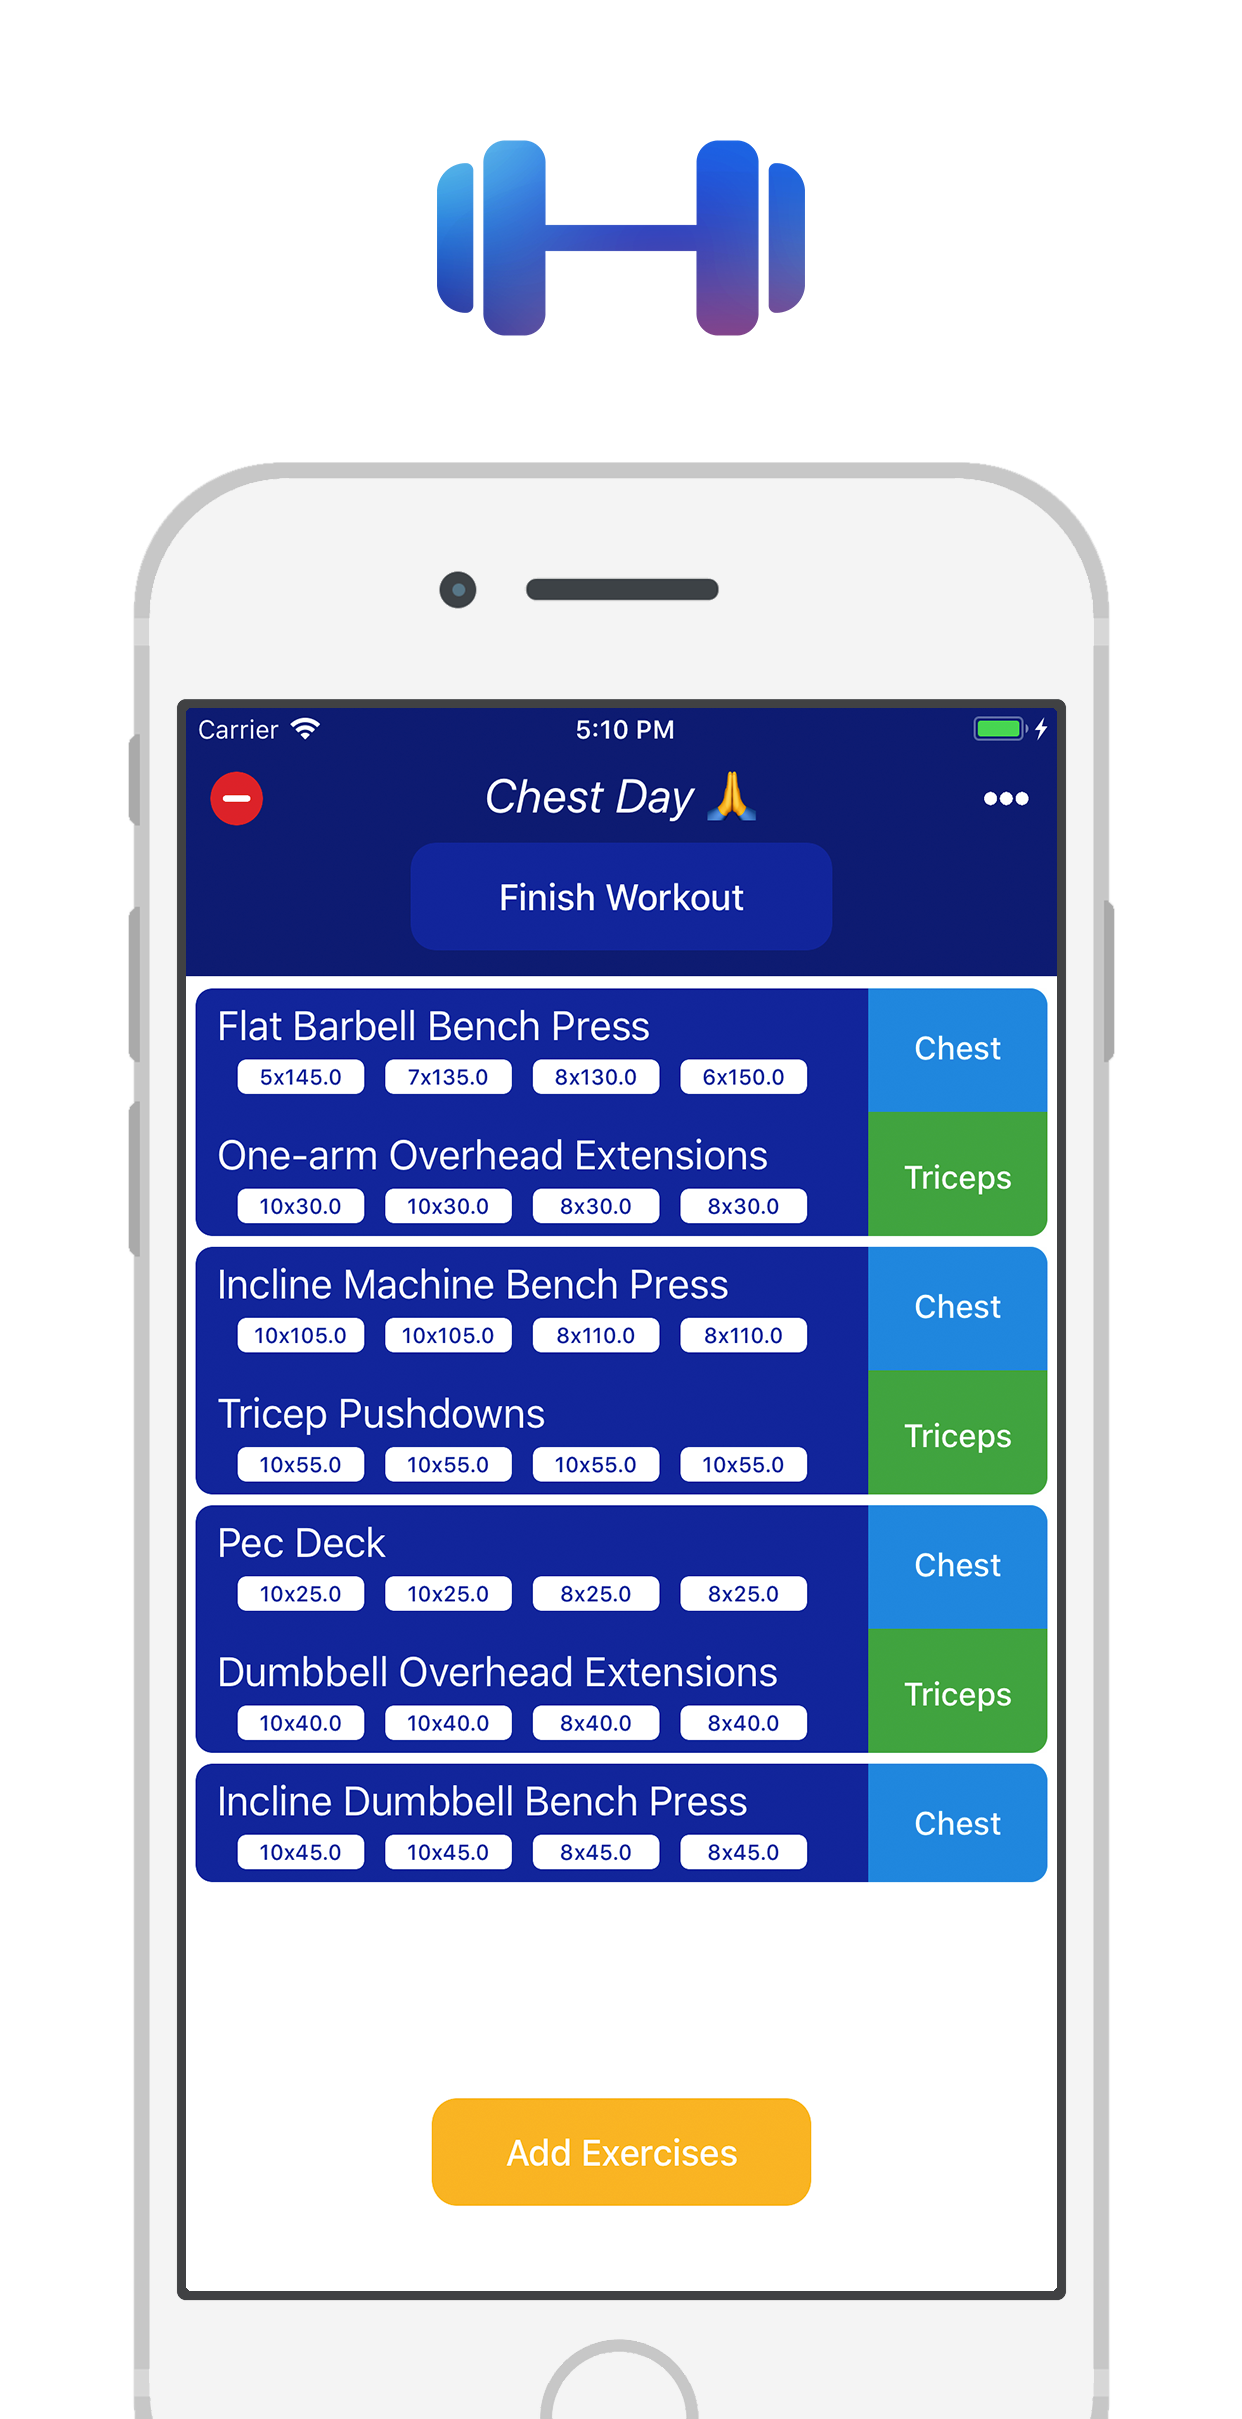 Carrier 5:10 PM
Chest Day 🙏
Finish Workout
Flat Barbell Bench Press
5x145.0 7x135.0 8x130.0 6x150.0
Chest
One-arm Overhead Extensions
10x30.0 10x30.0 8x30.0 8x30.0
Triceps
Incline Machine Bench Press
10x105.0 10x105.0 8x110.0 8x110.0
Chest
Tricep Pushdowns
10x55.0 10x55.0 10x55.0 10x55.0
Triceps
Pec Deck
10x25.0 10x25.0 8x25.0 8x25.0
Chest
Dumbbell Overhead Extensions
10x40.0 10x40.0 8x40.0 8x40.0
Triceps
Incline Dumbbell Bench Press
10x45.0 10x45.0 8x45.0 8x45.0
Chest
Add Exercises